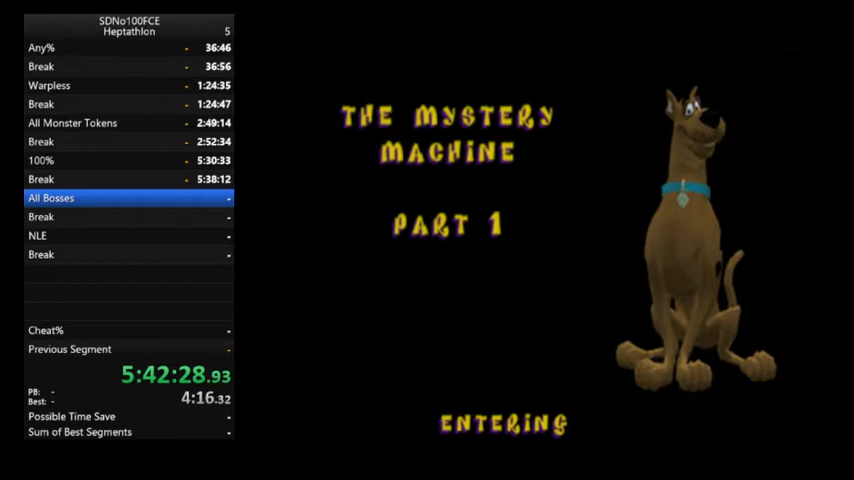 SDNo100FCE
Heptathlon 5
Any% - 36:46
Break - 36:56
Warpless - 1:24:35
Break - 1:24:47
All Monster Tokens - 2:49:14
Break - 2:52:34
100% - 5:30:33
Break - 5:38:12
All Bosses -
Break -
NLE -
Break -
Cheat% -
Previous Segment -
5:42:28.93
PB: -
Best: - 4:16.32
Possible Time Save -
Sum of Best Segments -
THE MYSTERY
MACHINE
PART 1
ENTERING